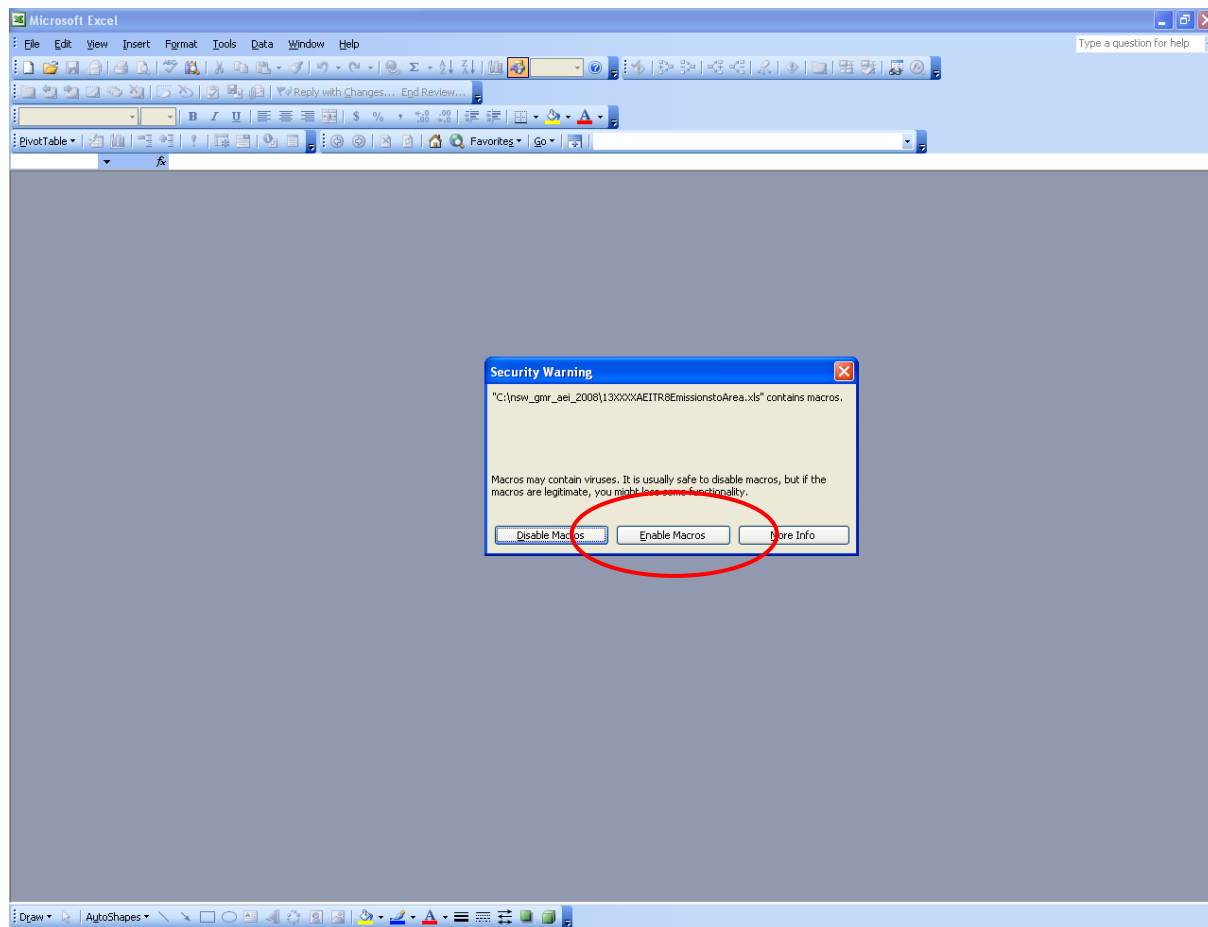 Microsoft Excel
File Edit View Insert Format Tools Data Window Help
Type a question for help
Reply with Changes... End Review...
B I U $ % ,
PivotTable Favorites Go
fx
Security Warning
"C:\nsw_gmr_aei_2008\13XXXXAEITR8EmissionstoArea.xls" contains macros.
Macros may contain viruses. It is usually safe to disable macros, but if the
macros are legitimate, you might lose some functionality.
Disable Macros Enable Macros More Info
Draw AutoShapes